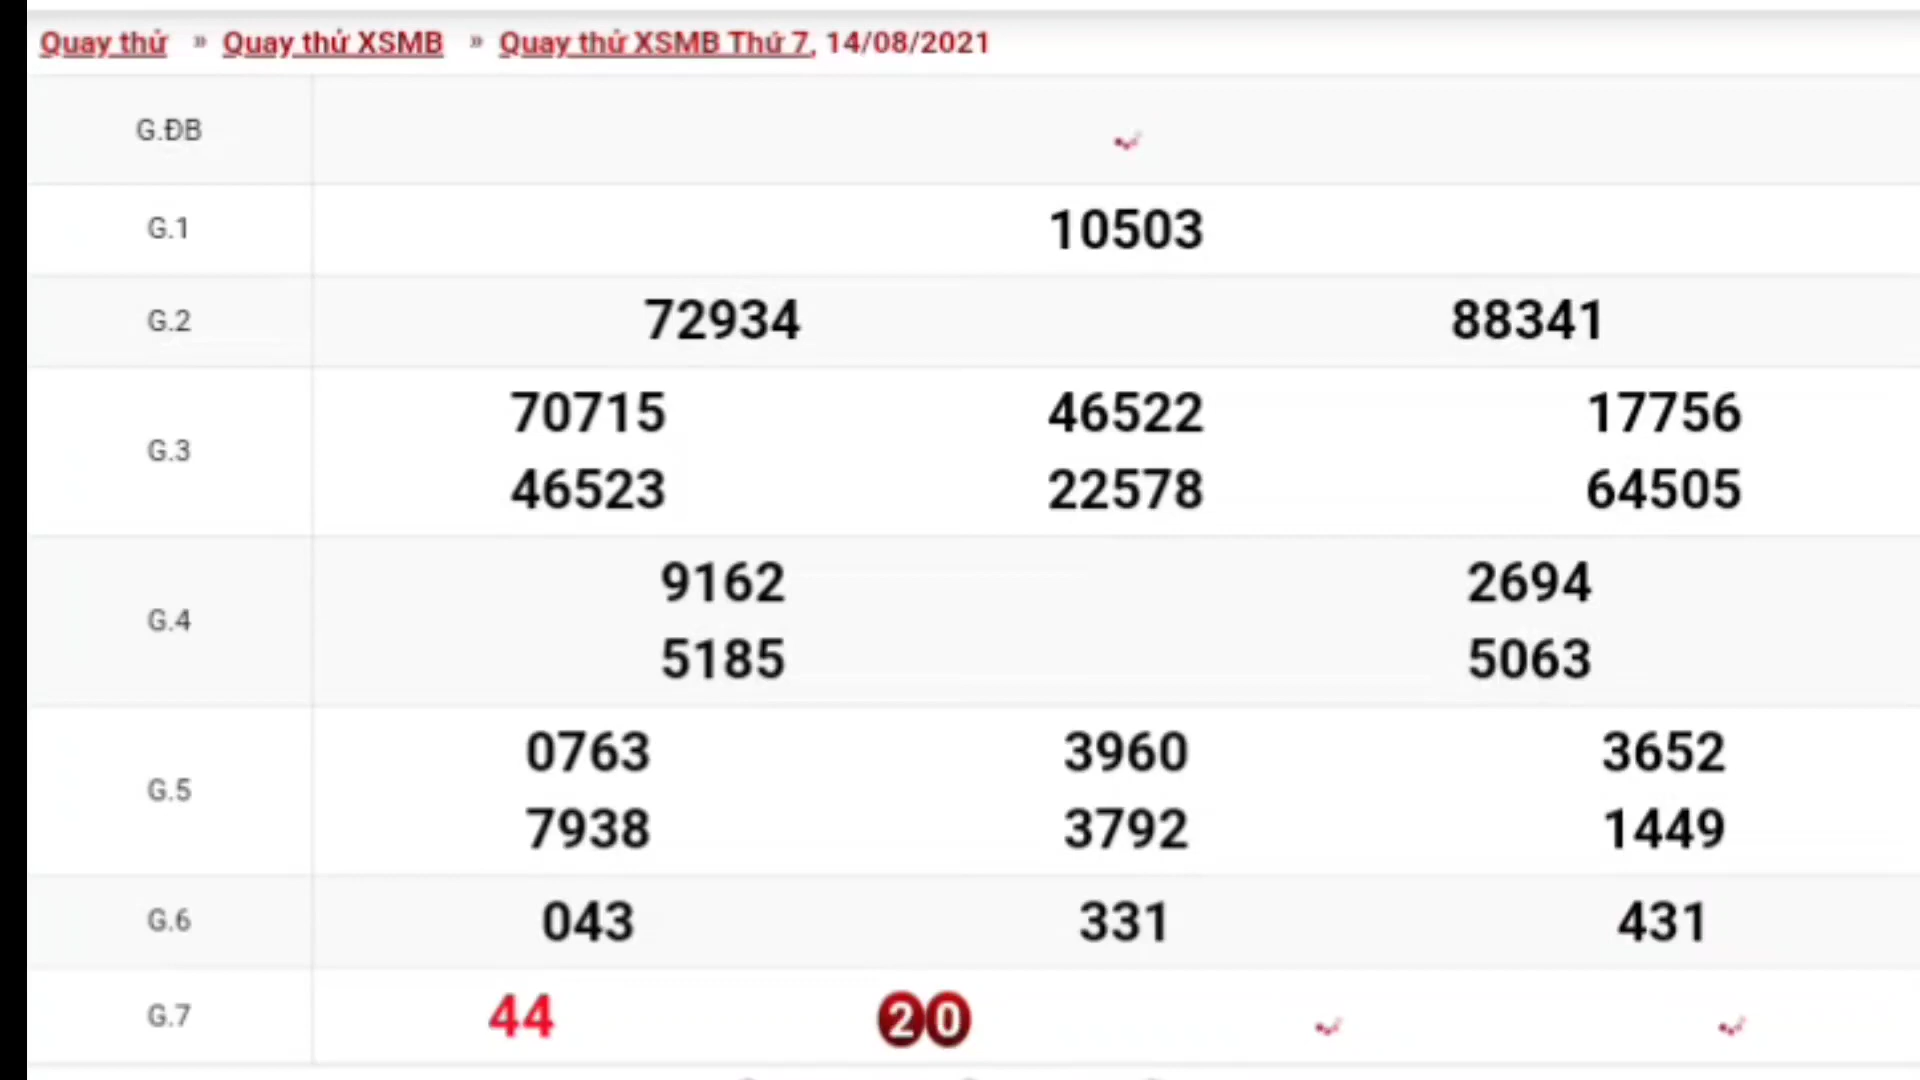 Quay thử » Quay thử XSMB » Quay thử XSMB Thứ 7, 14/08/2021
G.ĐB
G.1 10503
G.2 72934 88341
G.3
70715 46522 17756
46523 22578 64505
G.4
9162 2694
5185 5063
G.5
0763 3960 3652
7938 3792 1449
G.6 043 331 431
G.7 44 20